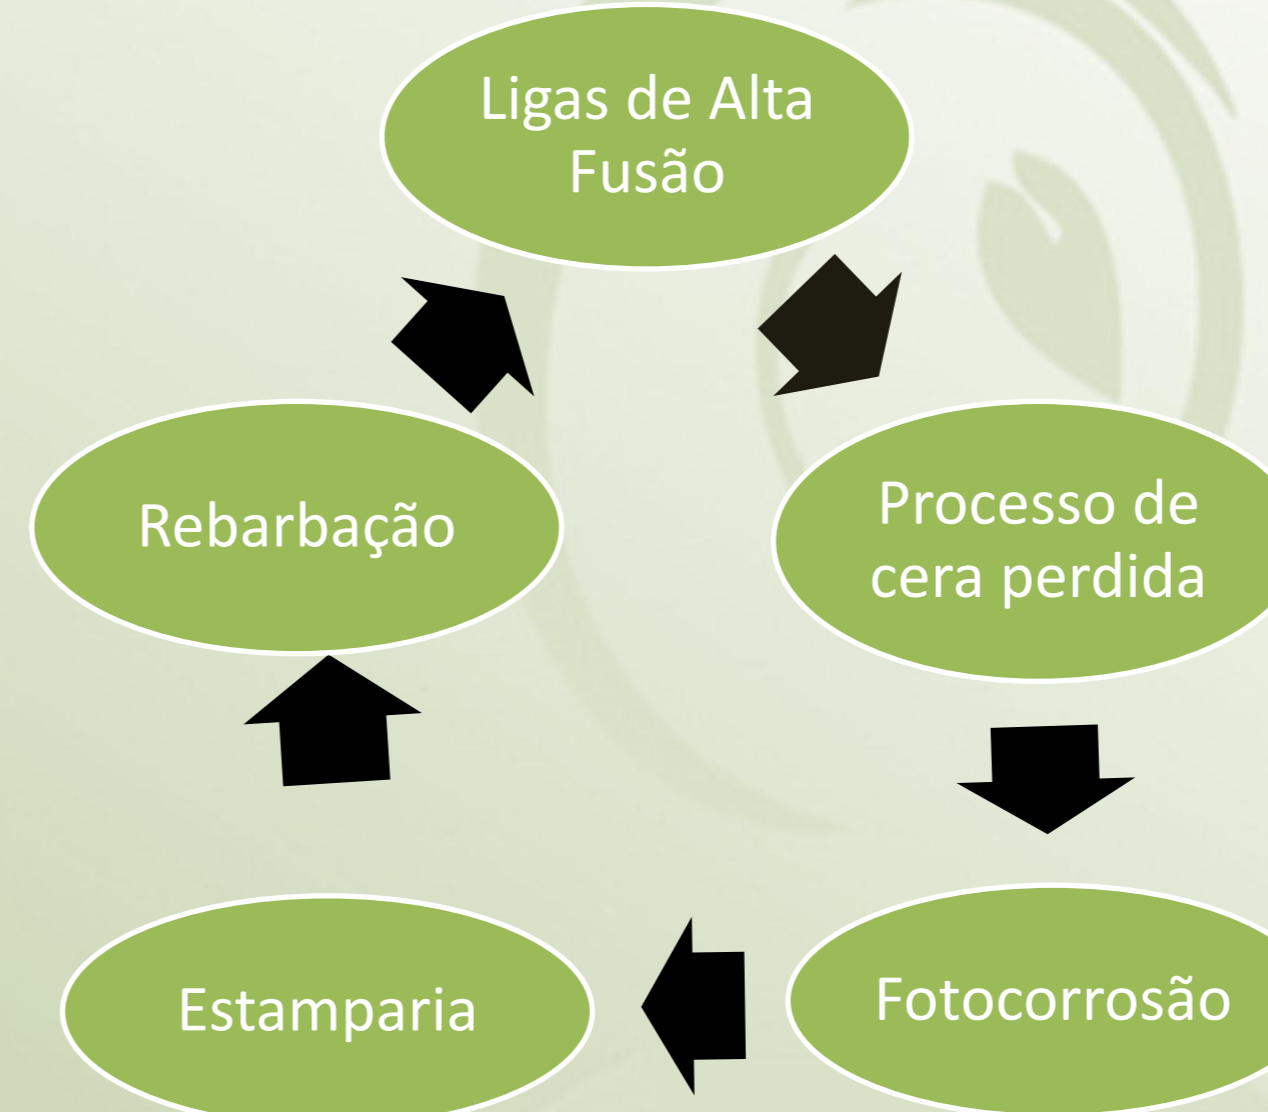 Ligas de Alta
Fusão
Processo de
cera perdida
Fotocorrosão
Estamparia
Rebarbação